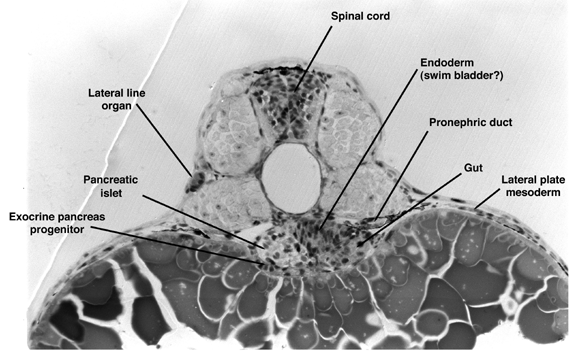 Spinal cord
Endoderm
(swim bladder?)
Lateral line
organ
Pronephric duct
Gut
Pancreatic
islet
Lateral plate
mesoderm
Exocrine pancreas
progenitor